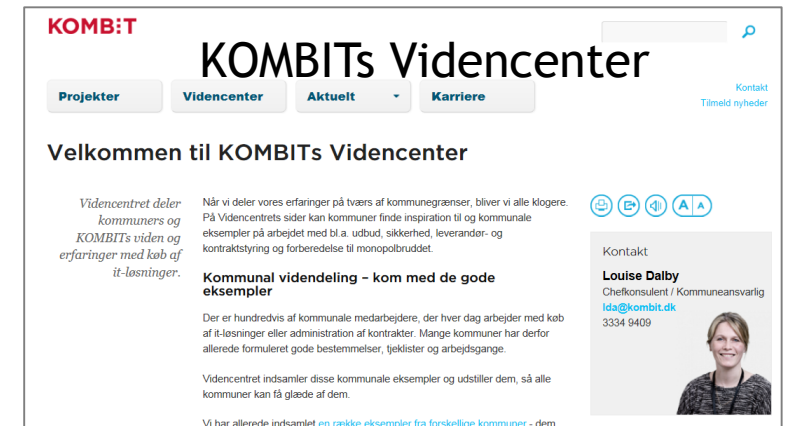 KOMB:T
KOMBITs Videncenter
Projekter
Videncenter
Aktuelt
Karriere
Kontakt
Tilmeld nyheder
Velkommen til KOMBITs Videncenter
Videncentret deler
kommuners og
KOMBITs viden og
erfaringer med køb af
it-løsninger.
Når vi deler vores erfaringer på tværs af kommunegrænser, bliver vi alle klogere.
På Videncentrets sider kan kommuner finde inspiration til og kommunale
eksempler på arbejdet med bl.a. udbud, sikkerhed, leverandør- og
kontraktstyring og forberedelse til monopolbruddet.
Kommunal videndeling – kom med de gode
eksempler
Der er hundredvis af kommunale medarbejdere, der hver dag arbejder med køb
af it-løsninger eller administration af kontrakter. Mange kommuner har derfor
allerede formuleret gode bestemmelser, tjeklister og arbejdsgange.
Videncentret indsamler disse kommunale eksempler og udstiller dem, så alle
kommuner kan få glæde af dem.
Vi har allerede indsamlet en række eksempler fra forskellige kommuner - dem
A A
Kontakt
Louise Dalby
Chefkonsulent / Kommuneansvarlig
lda@kombit.dk
3334 9409